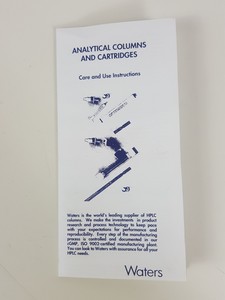 ANALYTICAL COLUMNS
AND CARTRIDGES
Care and Use Instructions
Waters is the world's leading supplier of HPLC
columns. We make the investments in product
research and process technology to keep pace
with your expectations for performance and
reproducibility. Every step of the manufacturing
process is controlled and documented in our
cGMP, ISO 9002-certified manufacturing plant.
You can look to Waters with assurance for all your
HPLC needs.
Waters